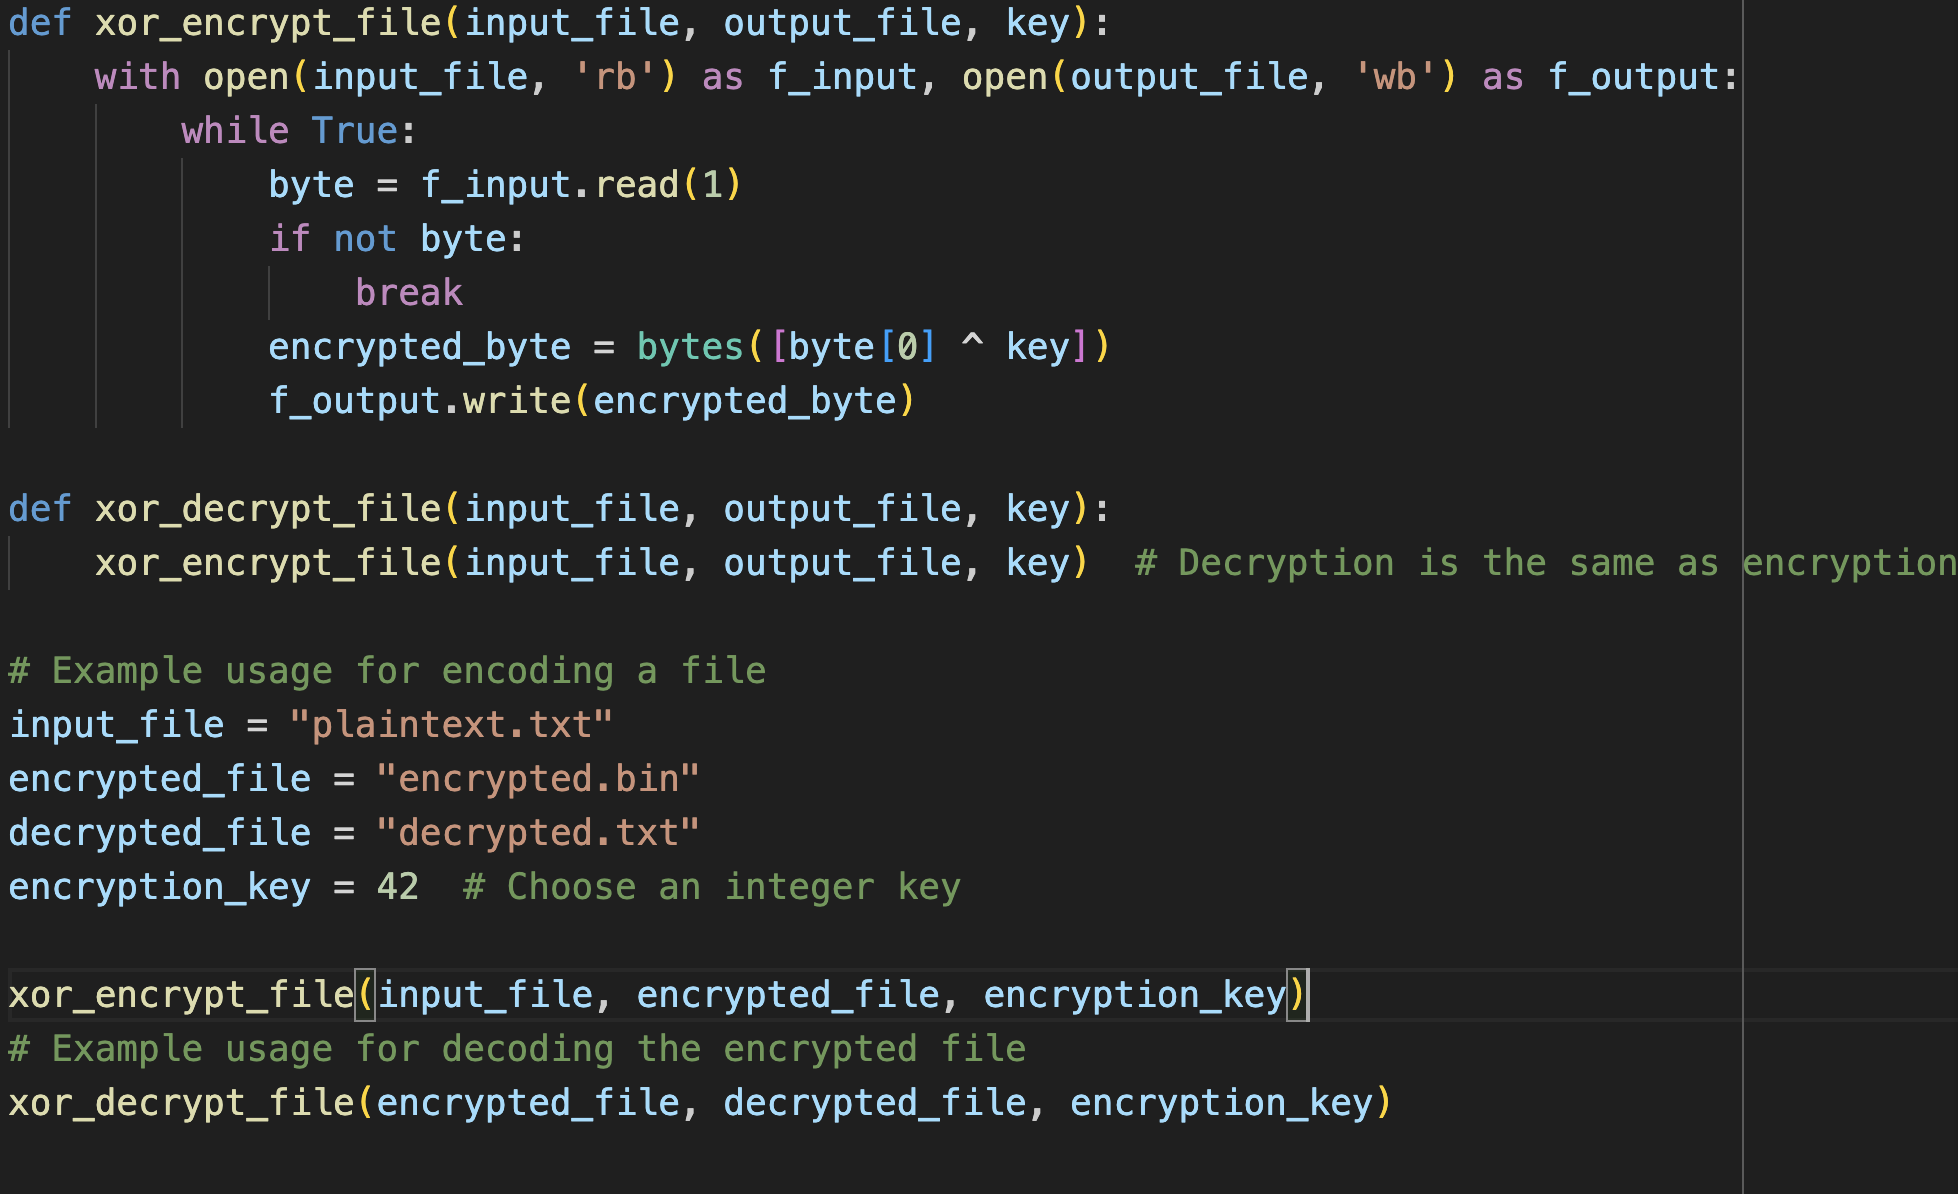 def xor_encrypt_file(input_file, output_file, key):
    with open(input_file, 'rb') as f_input, open(output_file, 'wb') as f_output:
        while True:
            byte = f_input.read(1)
            if not byte:
                break
            encrypted_byte = bytes([byte[0] ^ key])
            f_output.write(encrypted_byte)

def xor_decrypt_file(input_file, output_file, key):
    xor_encrypt_file(input_file, output_file, key)  # Decryption is the same as encryption

# Example usage for encoding a file
input_file = "plaintext.txt"
encrypted_file = "encrypted.bin"
decrypted_file = "decrypted.txt"
encryption_key = 42  # Choose an integer key

xor_encrypt_file(input_file, encrypted_file, encryption_key)
# Example usage for decoding the encrypted file
xor_decrypt_file(encrypted_file, decrypted_file, encryption_key)